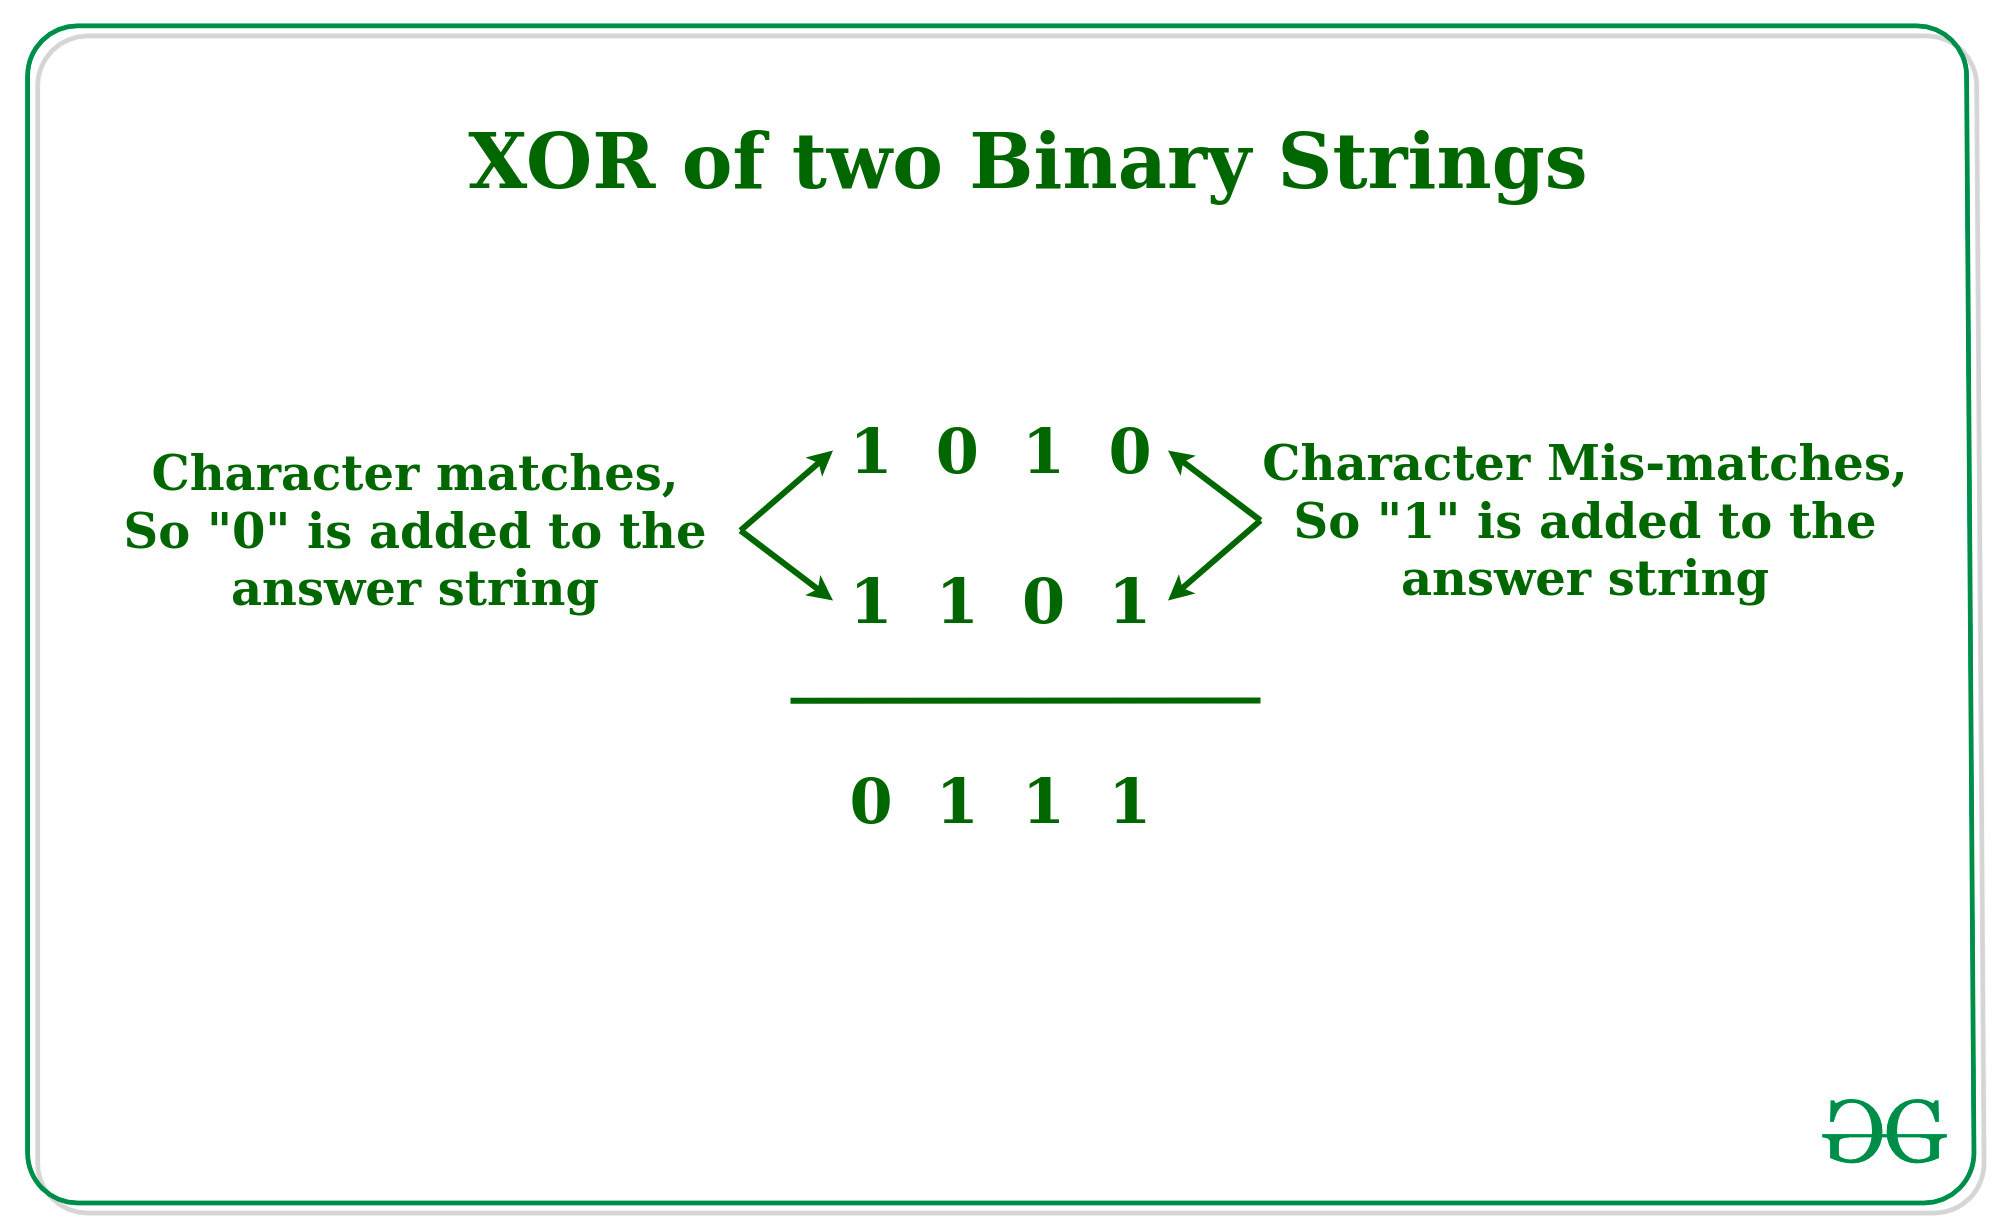 XOR of two Binary Strings
Character matches,
So "0" is added to the
answer string
1 0 1 0
1 1 0 1
0 1 1 1
Character Mis-matches,
So "1" is added to the
answer string